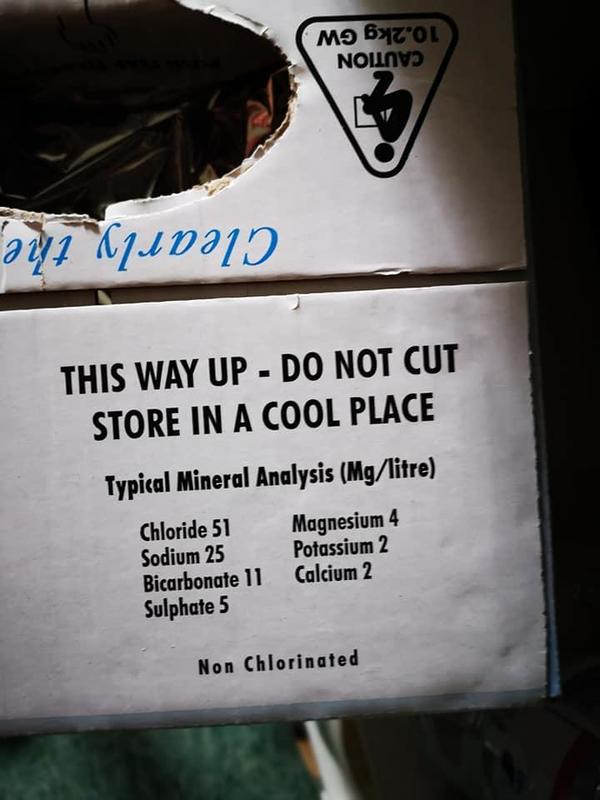 CAUTION
10.2kg GW
Clearly the
THIS WAY UP - DO NOT CUT
STORE IN A COOL PLACE
Typical Mineral Analysis (Mg/litre)
Chloride 51
Sodium 25
Bicarbonate 11
Sulphate 5
Magnesium 4
Potassium 2
Calcium 2
Non Chlorinated